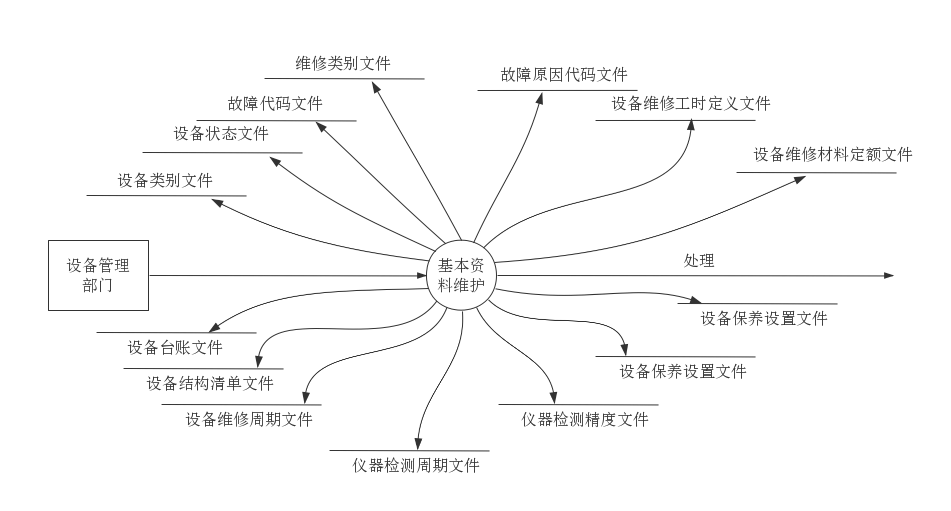 维修类别文件
故障原因代码文件
故障代码文件
设备维修工时定义文件
设备状态文件
设备维修材料定额文件
设备类别文件
设备管理
部门
基本资
料维护
处理
设备保养设置文件
设备台账文件
设备保养设置文件
设备结构清单文件
设备维修周期文件
仪器检测精度文件
仪器检测周期文件